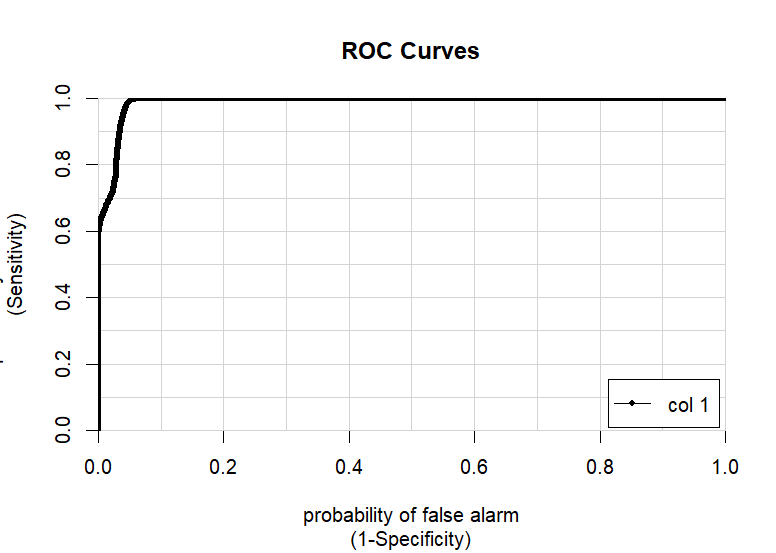 ROC Curves
(Sensitivity)
1.0
0.8
0.6
0.4
0.2
0.0
0.0 0.2 0.4 0.6 0.8 1.0
col 1
probability of false alarm
(1-Specificity)